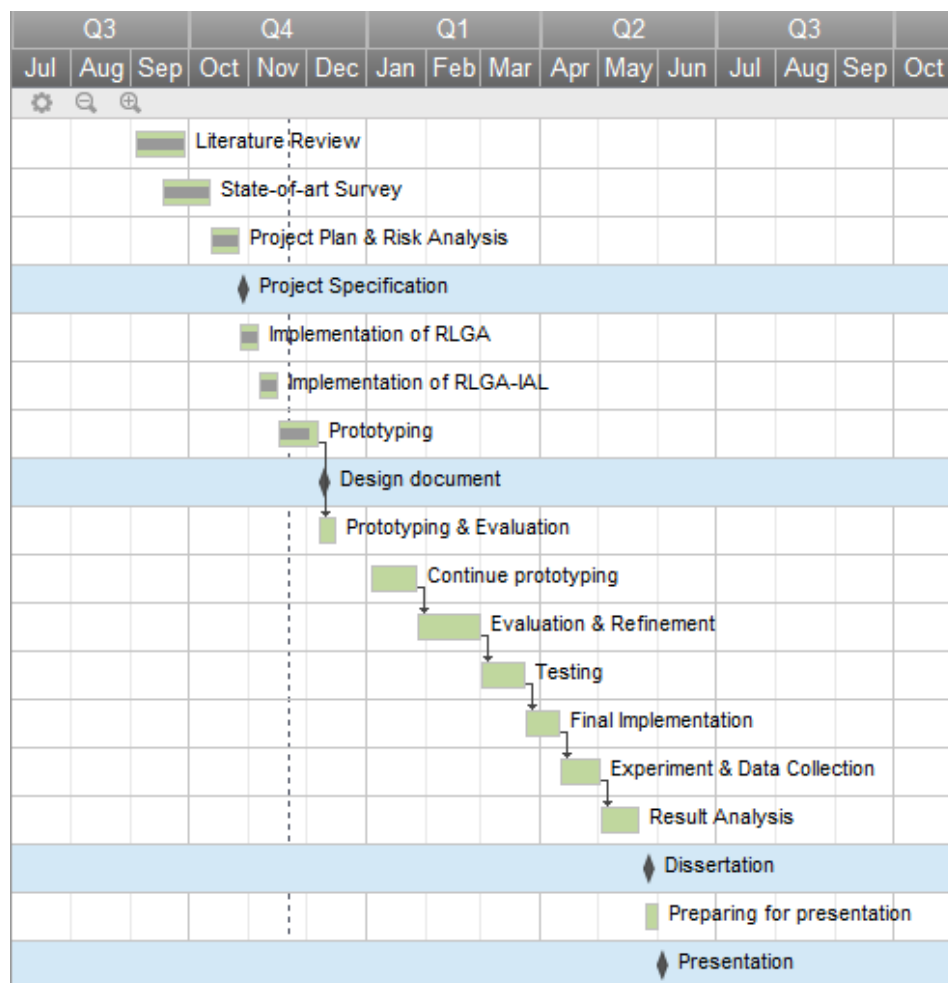 Q3 Q4 Q1 Q2 Q3
Jul Aug Sep Oct Nov Dec Jan Feb Mar Apr May Jun Jul Aug Sep Oct
Literature Review
State-of-art Survey
Project Plan & Risk Analysis
Project Specification
Implementation of RLGA
Implementation of RLGA-IAL
Prototyping
Design document
Prototyping & Evaluation
Continue prototyping
Evaluation & Refinement
Testing
Final Implementation
Experiment & Data Collection
Result Analysis
Dissertation
Preparing for presentation
Presentation